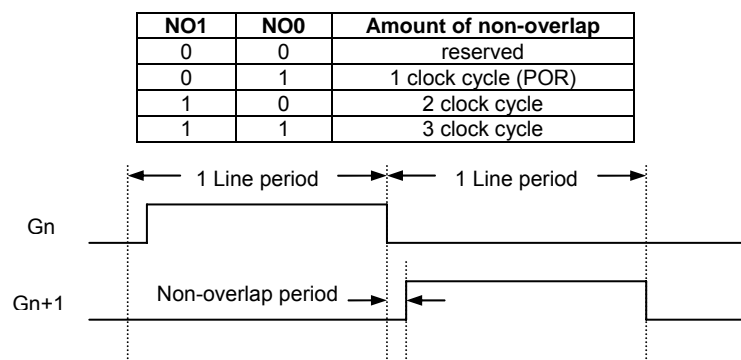 NO1 NO0 Amount of non-overlap
0 0 reserved
0 1 1 clock cycle (POR)
1 0 2 clock cycle
1 1 3 clock cycle
1 Line period 1 Line period
Gn
Non-overlap period
Gn+1